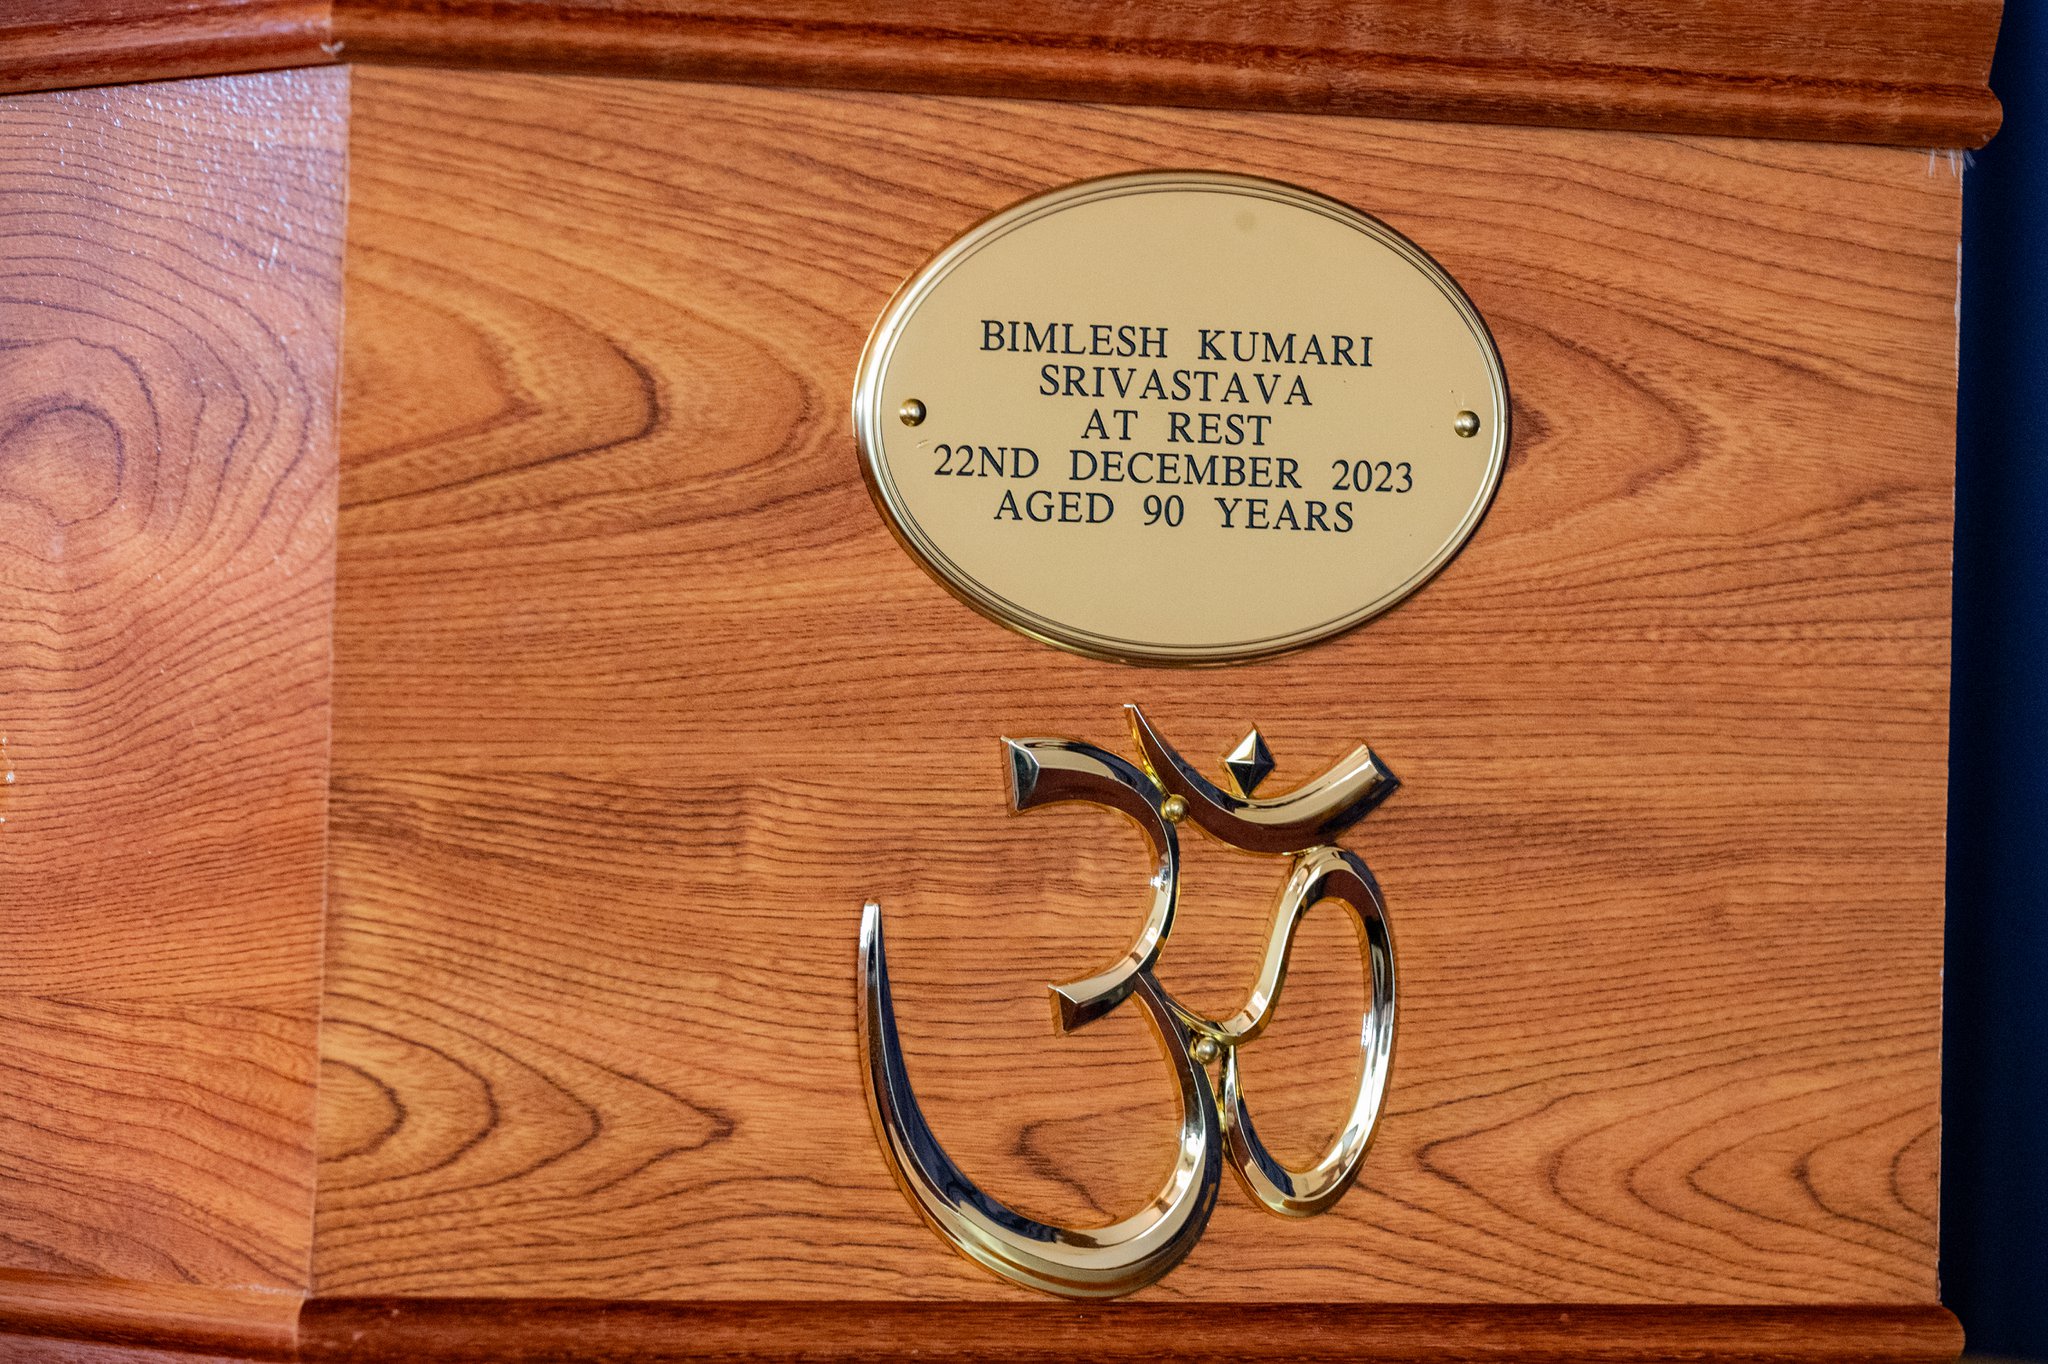 BIMLESH KUMARI
SRIVASTAVA
AT REST
22ND DECEMBER 2023
AGED 90 YEARS
ॐ